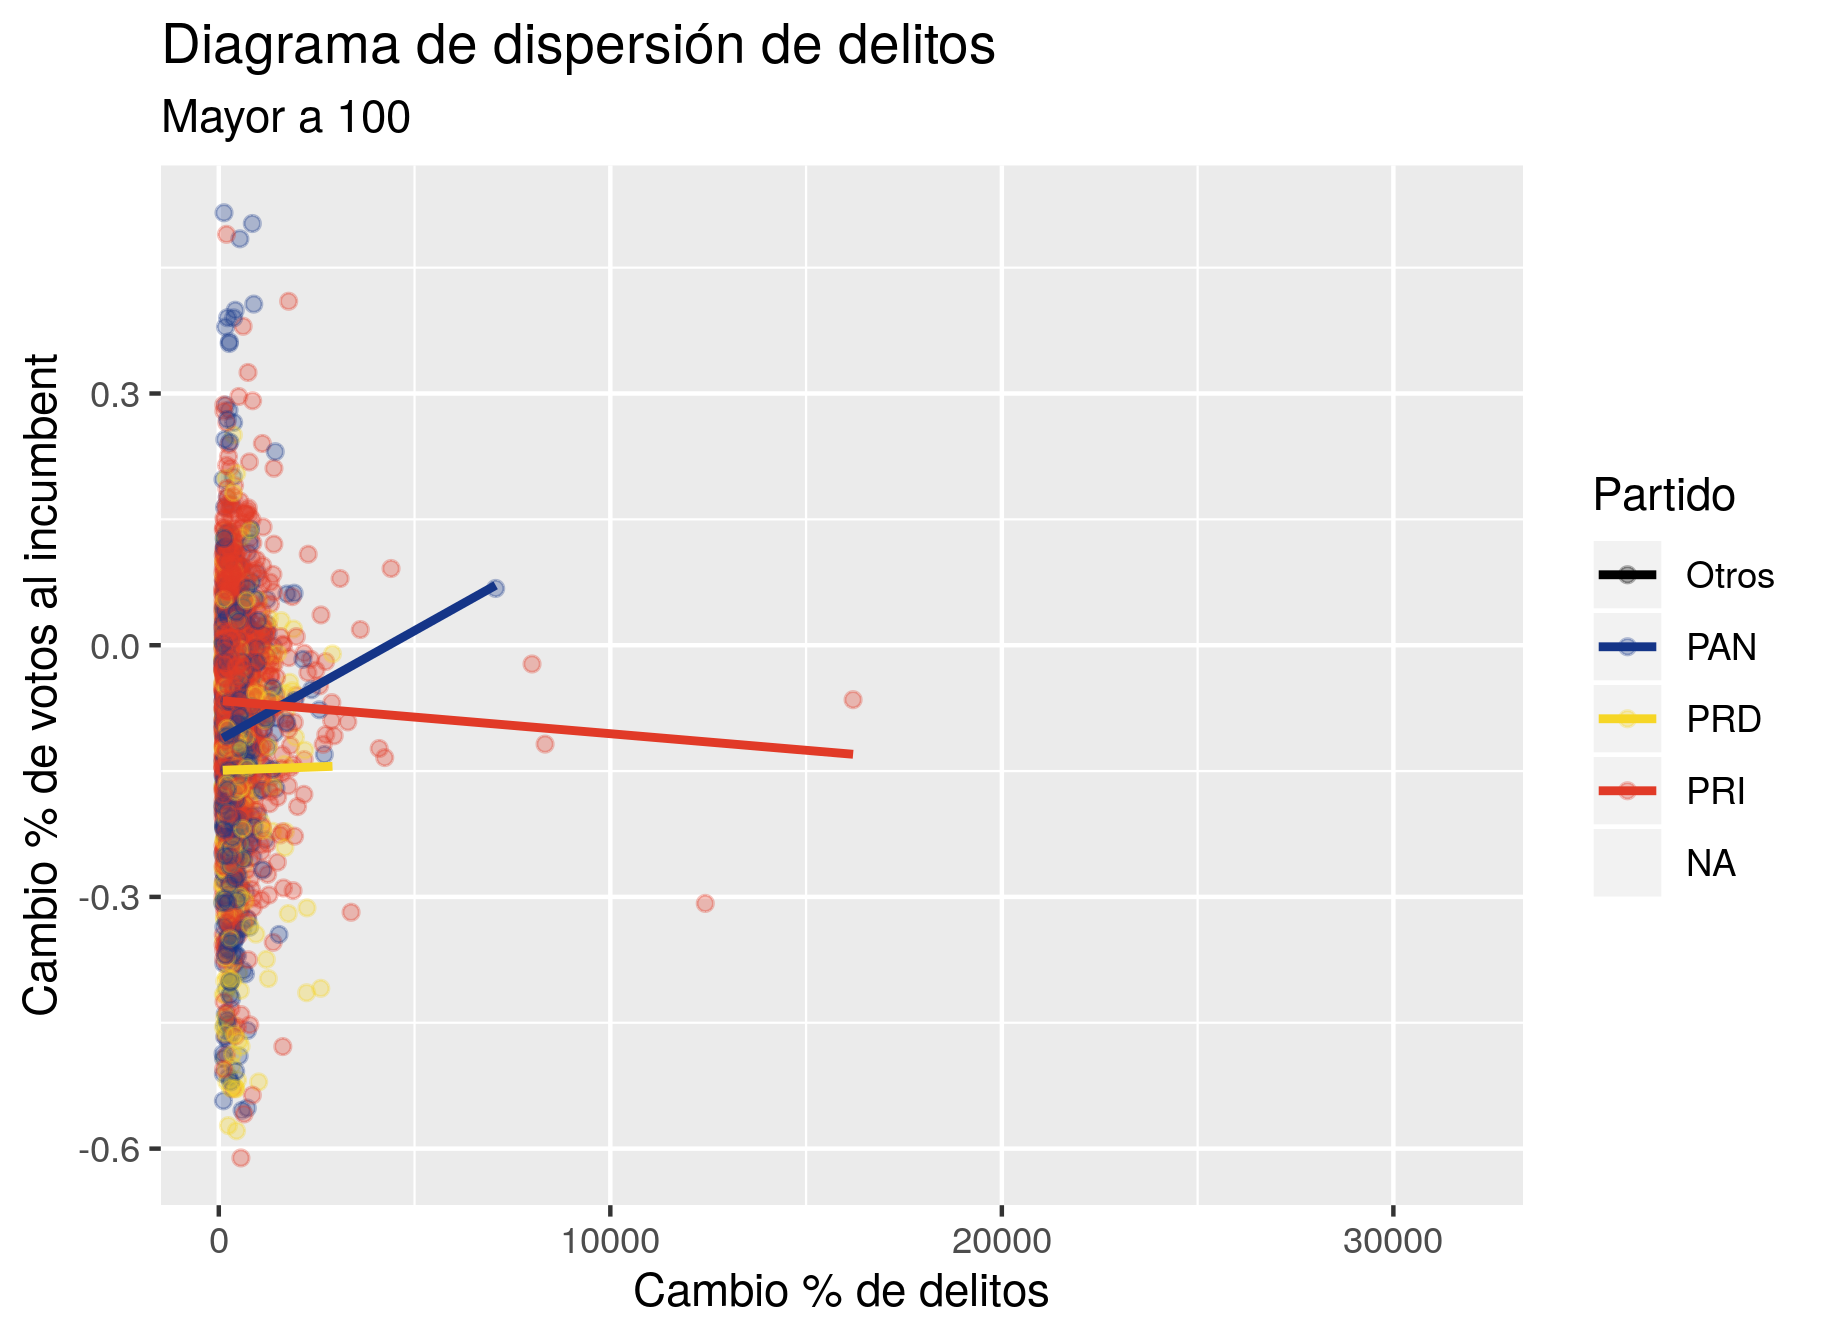 Diagrama de dispersión de delitos
Mayor a 100
Cambio % de votos al incumbent
0.3
0.0
-0.3
-0.6
0
10000
20000
30000
Cambio % de delitos
Partido
Otros
PAN
PRD
PRI
NA